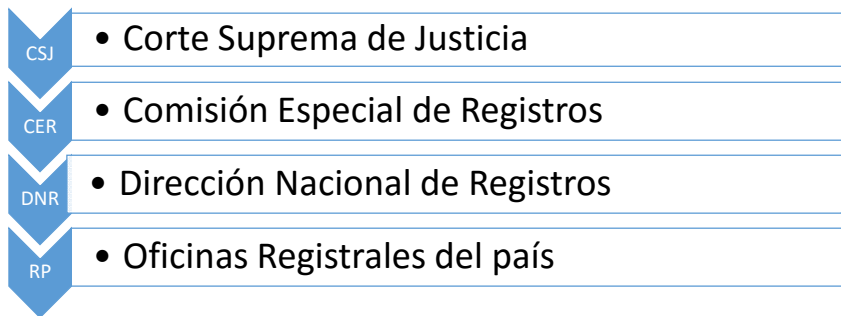 CSJ
• Corte Suprema de Justicia
CER
• Comisión Especial de Registros
DNR
• Dirección Nacional de Registros
RP
• Oficinas Registrales del país